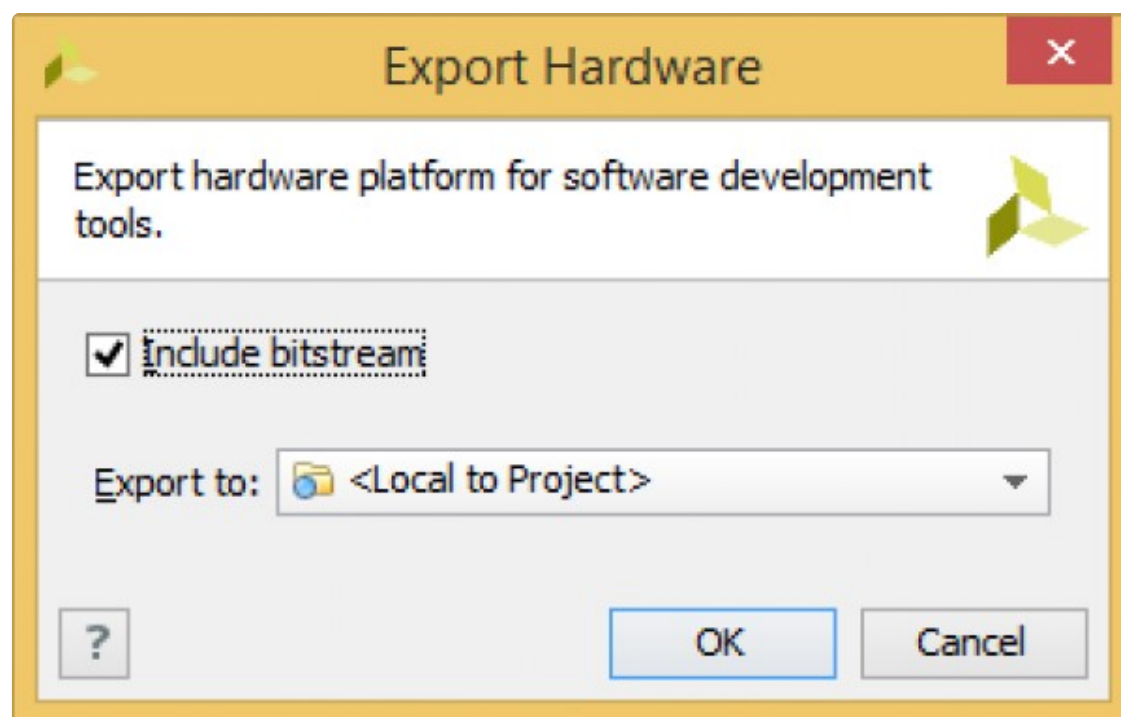 Export Hardware
Export hardware platform for software development
tools.
Include bitstream
Export to: <Local to Project>
? OK Cancel